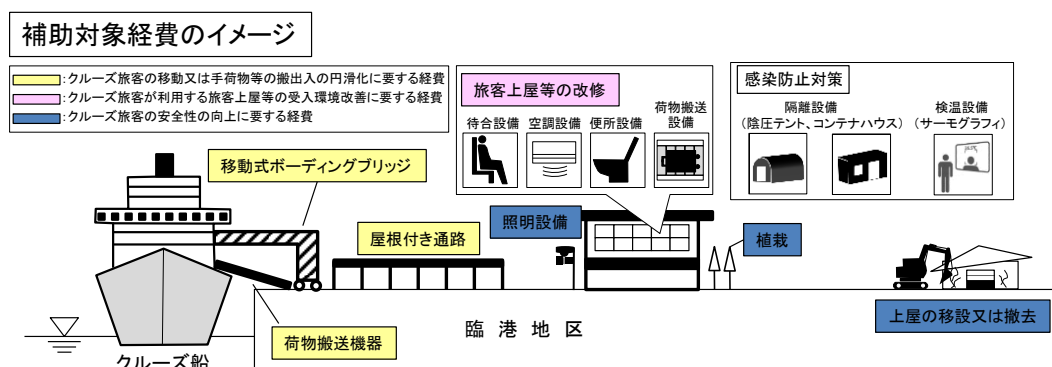 補助対象経費のイメージ
:クルーズ旅客の移動又は手荷物等の搬出入の円滑化に要する経費
:クルーズ旅客が利用する旅客上屋等の受入環境改善に要する経費
:クルーズ旅客の安全性の向上に要する経費
旅客上屋等の改修
待合設備
空調設備
便所設備
荷物搬送
設備
感染防止対策
隔離設備
(陰圧テント、コンテナハウス)
検温設備
(サーモグラフィ)
移動式ボーディングブリッジ
屋根付き通路
照明設備
植栽
上屋の移設又は撤去
荷物搬送機器
臨港地区
クルーズ船